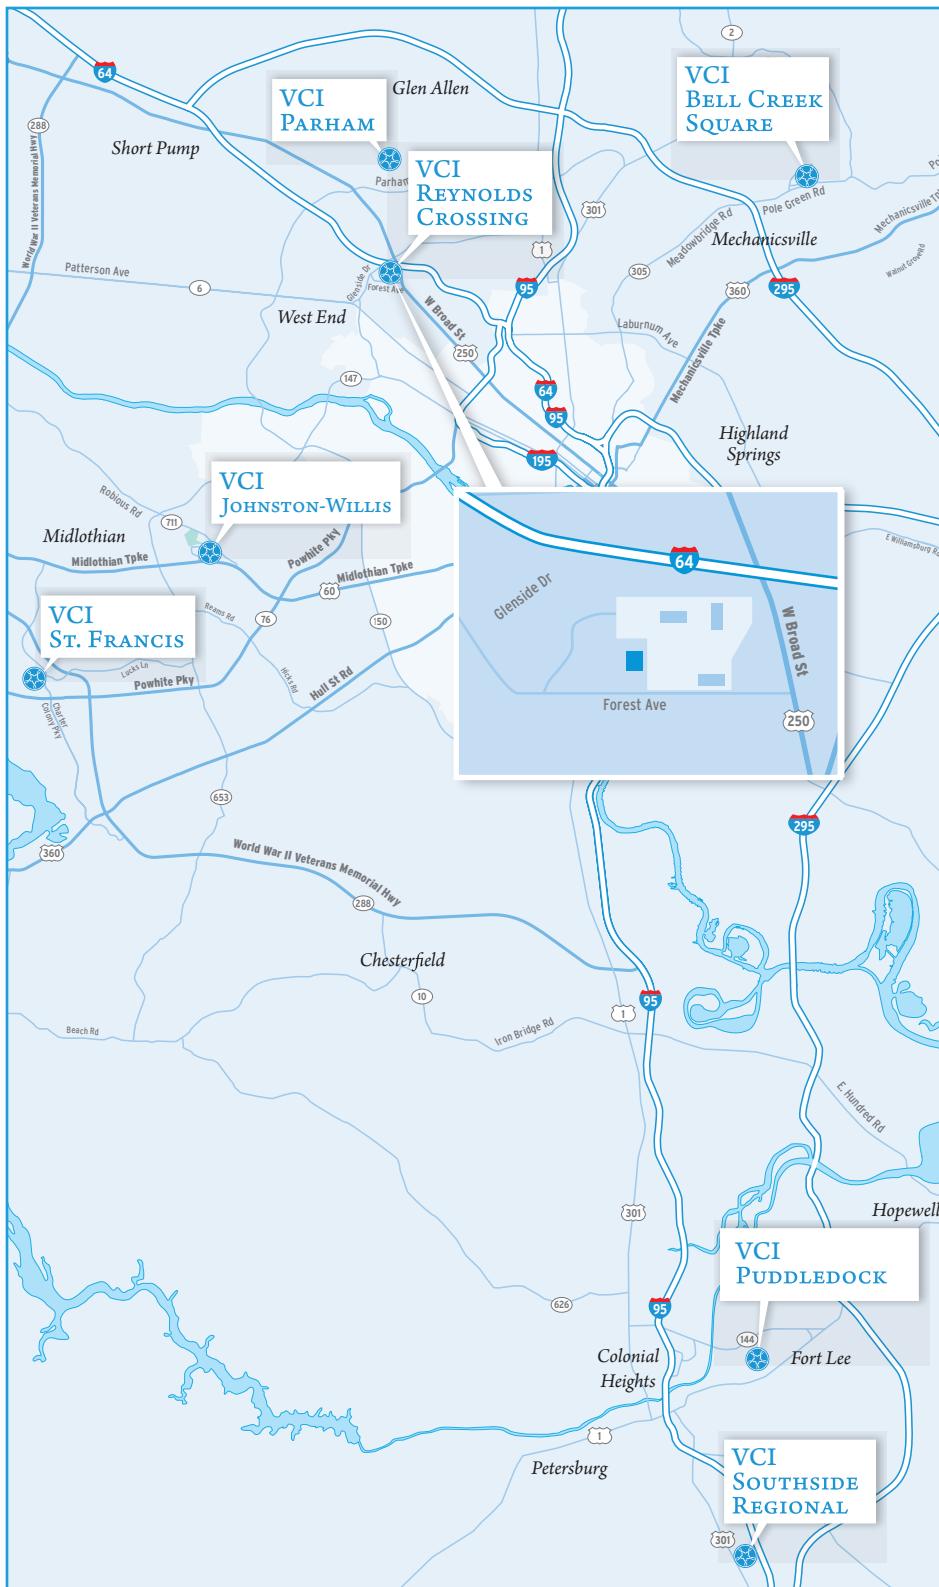 2
64
Glen Allen
VCI
BELL CREEK
SQUARE
VCI
PARHAM
288
Short Pump
World War II Veterans Memorial Hwy
Parham
VCI
REYNOLDS
CROSSING
301
1
305
Meadowbridge Rd
Pole Green Rd
Mechanicsville Tpke
Mechanicsville
Walnut Grove Rd
Patterson Ave
6
Glenside Dr
Forest Ave
95
360
295
West End
W Broad St
250
Laburnum Ave
Mechanicsville Tpke
147
64
95
195
Highland
Springs
VCI
JOHNSTON-WILLIS
Robious Rd
711
Midlothian
Midlothian Tpke
Powhite Pky
Midlothian Tpke
60
E Williamsburg Rd
64
Glenside Dr
W Broad St
Forest Ave
250
VCI
ST. FRANCIS
Reams Rd
76
150
Lucks Ln
Powhite Pky
Hicks Rd
Hull St Rd
Charter
Colony Pky
653
360
295
World War II Veterans Memorial Hwy
288
Chesterfield
10
95
1
Beach Rd
Iron Bridge Rd
E. Hundred Rd
301
Hopewell
VCI
PUDDLEDOCK
626
95
144
Colonial
Heights
Fort Lee
1
Petersburg
VCI
SOUTHSIDE
REGIONAL
301